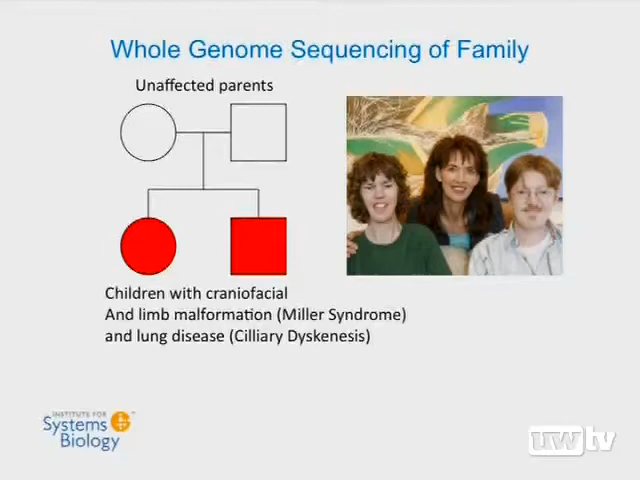 Whole Genome Sequencing of Family
Unaffected parents
Children with craniofacial
And limb malformation (Miller Syndrome)
and lung disease (Cilliary Dyskenesis)
INSTITUTE FOR
Systems
Biology
uwtv